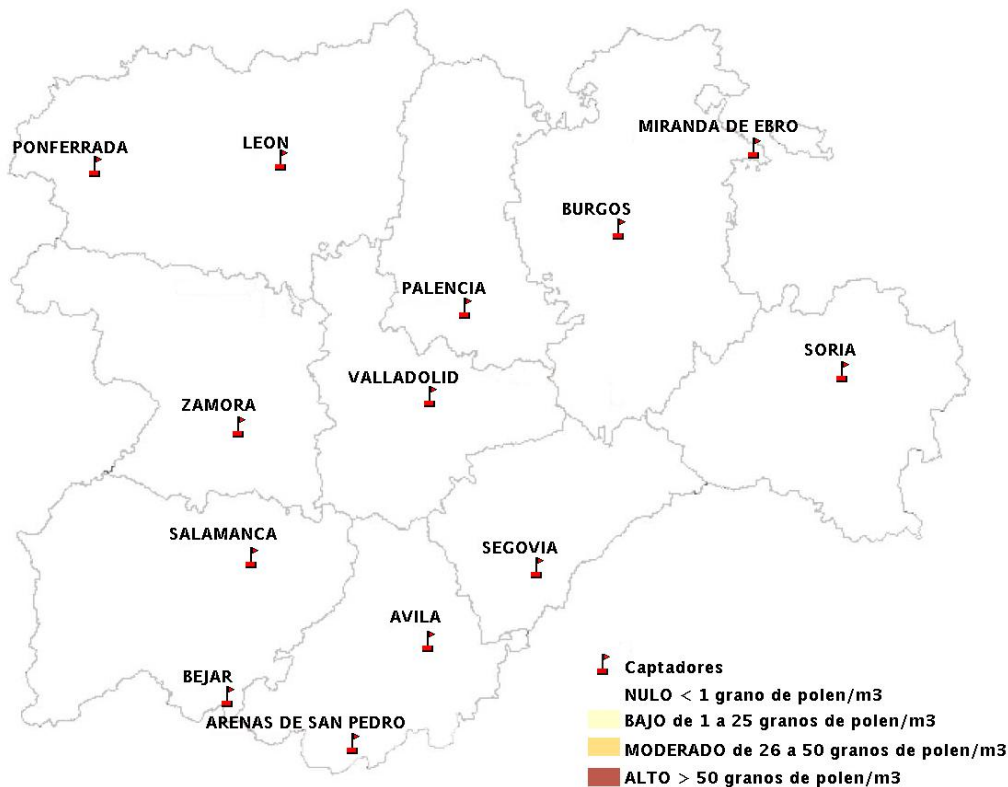 MIRANDA DE EBRO
PONFERRADA
LEON
BURGOS
PALENCIA
SORIA
VALLADOLID
ZAMORA
SALAMANCA
SEGOVIA
AVILA
Captadores
BEJAR
NULO < 1 grano de polen/m3
ARENAS DE SAN PEDRO
BAJO de 1 a 25 granos de polen/m3
MODERADO de 26 a 50 granos de polen/m3
ALTO > 50 granos de polen/m3